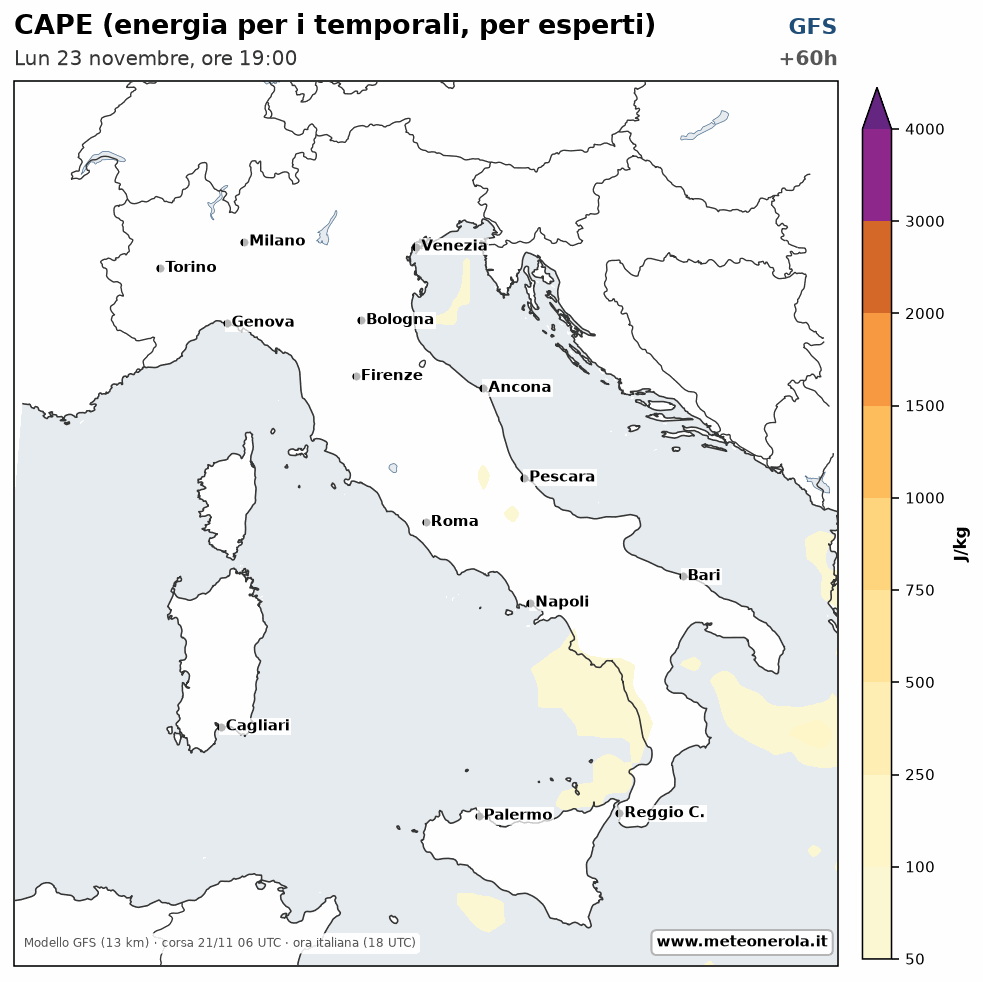 CAPE (energia per i temporali, per esperti)
GFS
Lun 23 novembre, ore 19:00
+60h
4000
3000
2000
1500
1000
750
500
250
100
50
J/kg
Milano
Venezia
Torino
Genova
Bologna
Firenze
Ancona
Pescara
Roma
Bari
Napoli
Cagliari
Palermo
Reggio C.
Modello GFS (13 km) · corsa 21/11 06 UTC · ora italiana (18 UTC)
www.meteonerola.it